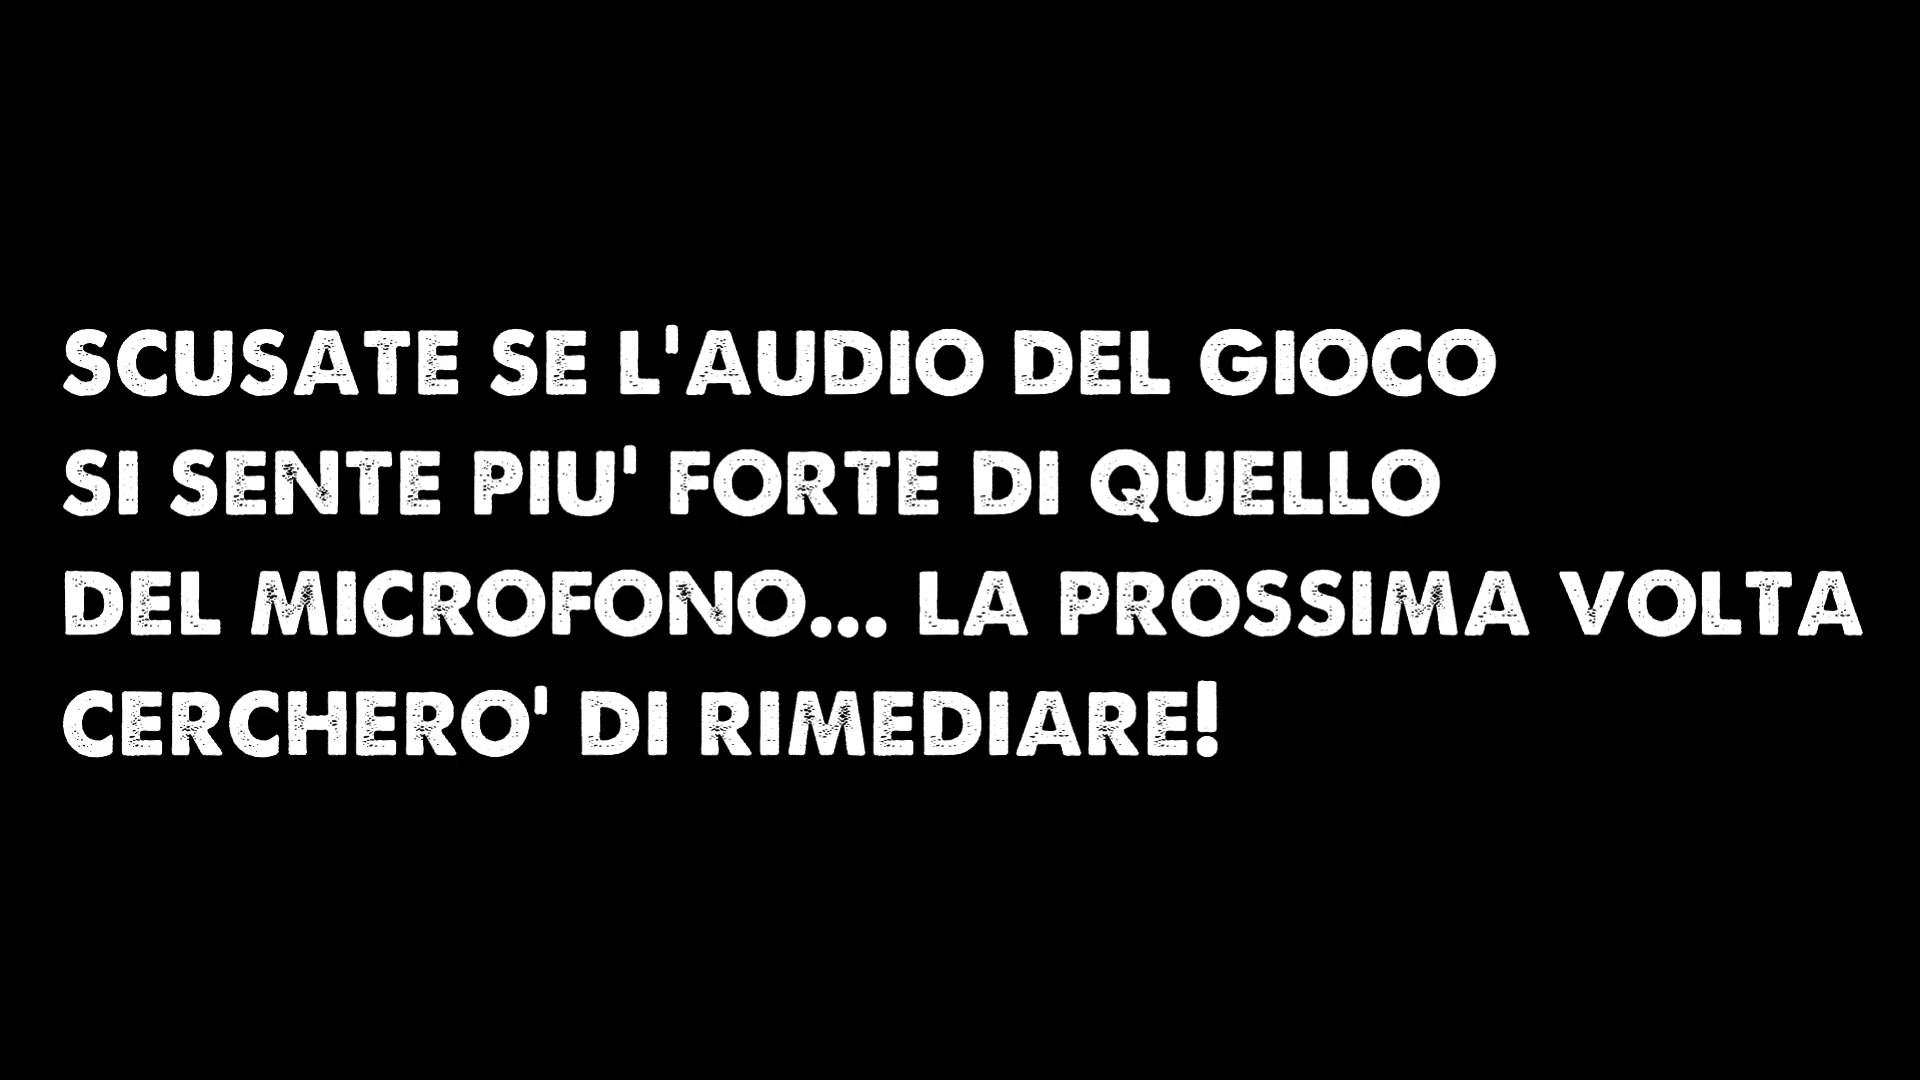 SCUSATE SE L'AUDIO DEL GIOCO
SI SENTE PIU' FORTE DI QUELLO
DEL MICROFONO... LA PROSSIMA VOLTA
CERCHERO' DI RIMEDIARE!